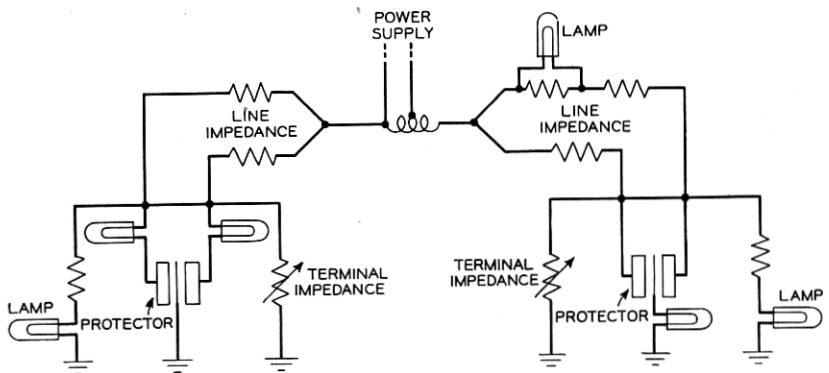 POWER
SUPPLY
LAMP
LINE
IMPEDANCE
LINE
IMPEDANCE
TERMINAL
IMPEDANCE
LAMP
PROTECTOR
TERMINAL
IMPEDANCE
PROTECTOR
LAMP